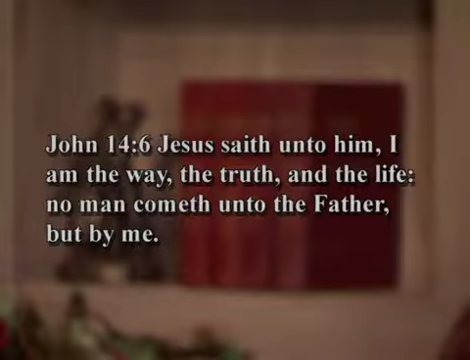 John 14:6 Jesus saith unto him, I
am the way, the truth, and the life:
no man cometh unto the Father,
but by me.